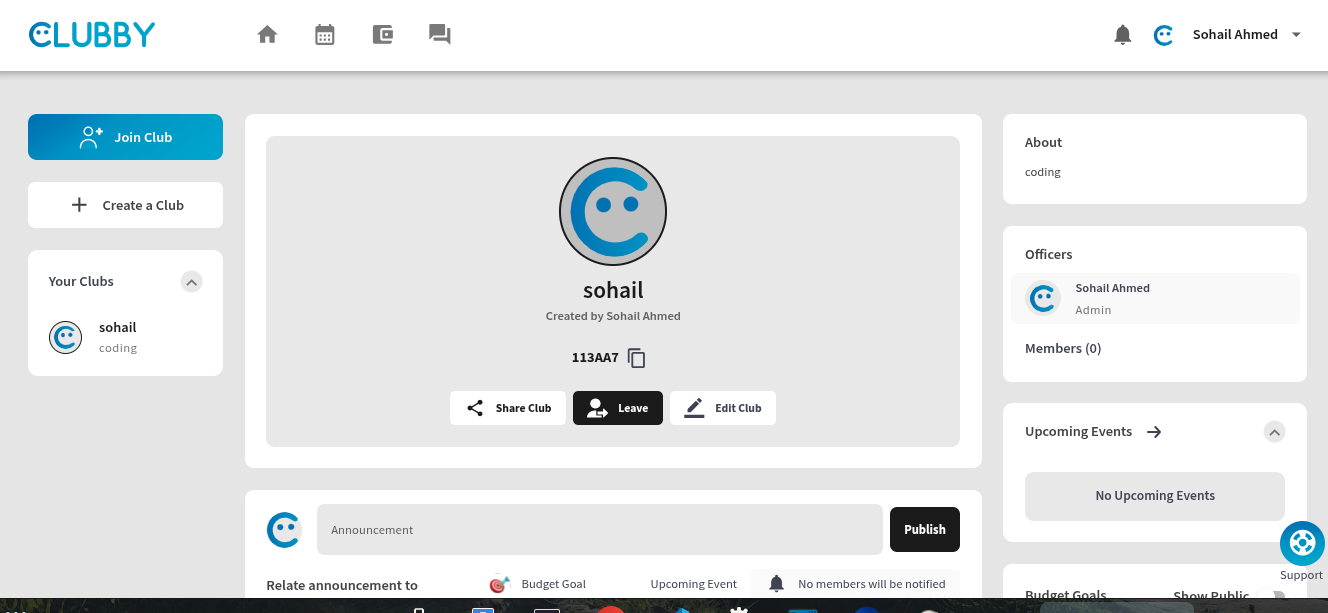 CLUBBY
Sohail Ahmed
Join Club
Create a Club
Your Clubs
sohail
coding
sohail
Created by Sohail Ahmed
113AA7
Share Club
Leave
Edit Club
Announcement
Publish
Relate announcement to
Budget Goal
Upcoming Event
No members will be notified
About
coding
Officers
Sohail Ahmed
Admin
Members (0)
Upcoming Events
No Upcoming Events
Support
Budget Goals
Show Public